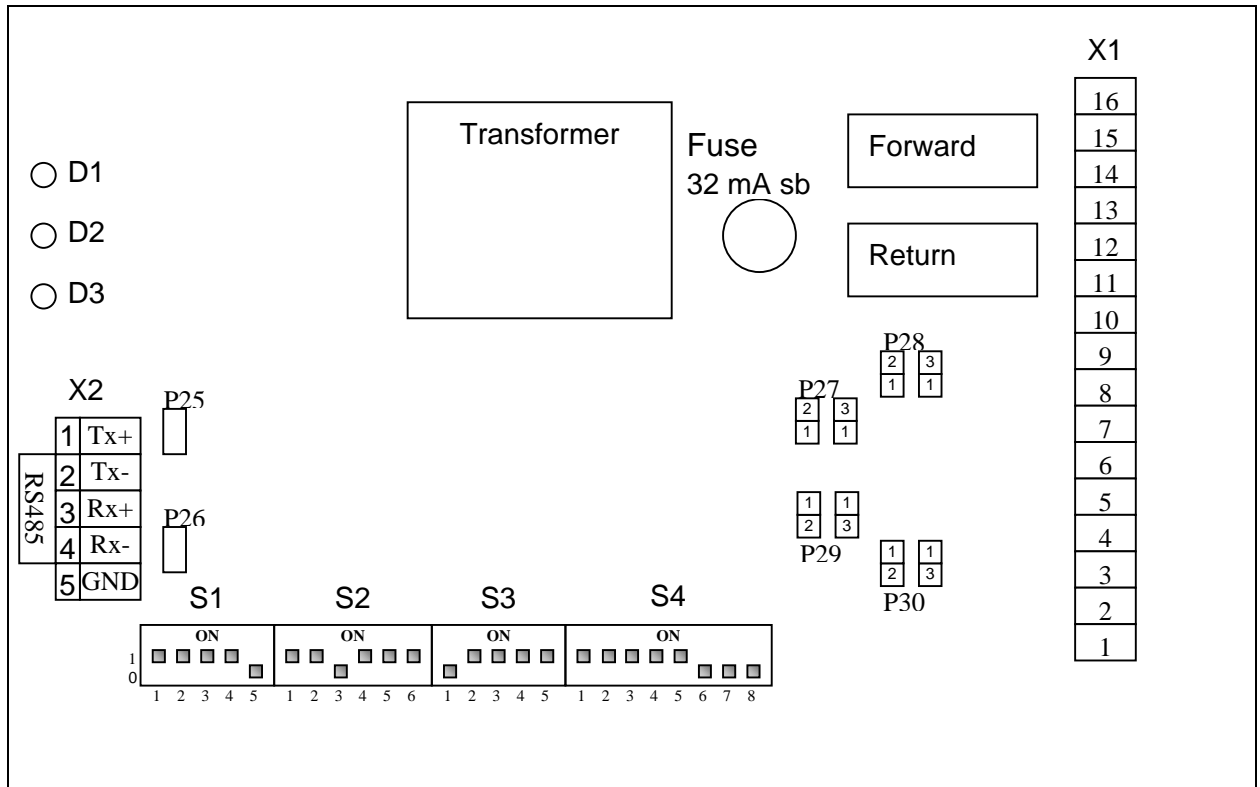 X1
16
15
14
13
12
11
10
9
8
7
6
5
4
3
2
1
Transformer
Fuse
32 mA sb
Forward
Return
D1
D2
D3
X2
1 Tx+
2 Tx-
3 Rx+
4 Rx-
5 GND
RS485
P25
P26
P28
2 3
1 1
P27
2 3
1 1
1 1
2 3
P29
1 1
2 3
P30
S1 S2 S3 S4
ON ON ON ON
1
0
1 2 3 4 5 1 2 3 4 5 6 1 2 3 4 5 1 2 3 4 5 6 7 8